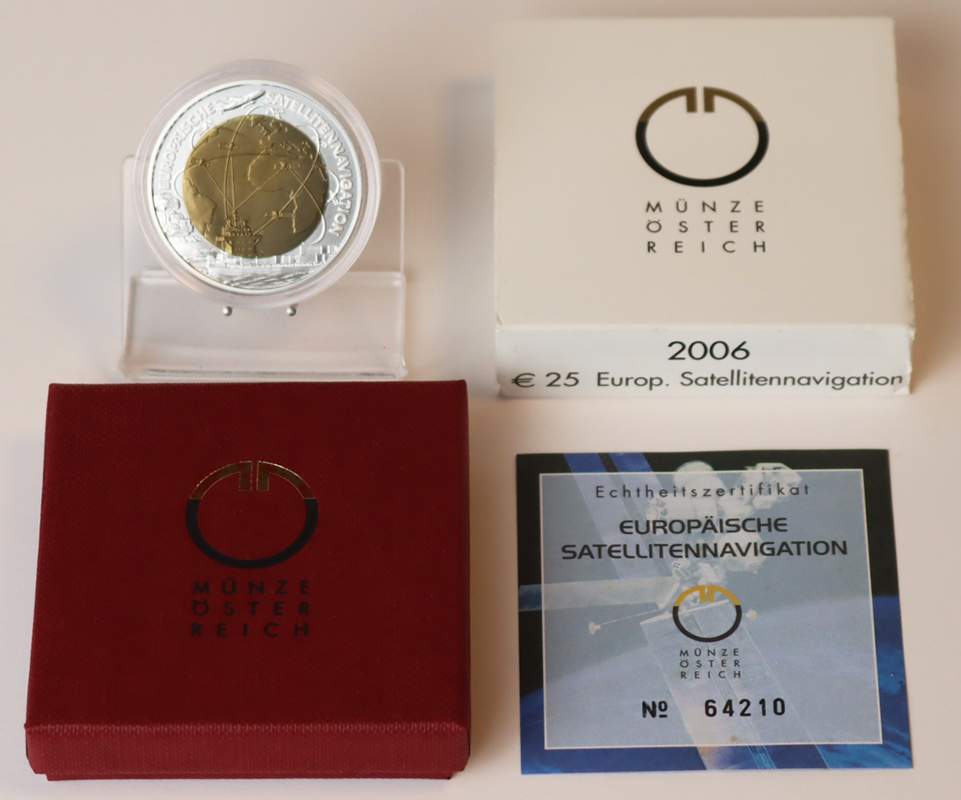 EUROPÄISCHE SATELLITENNAVIGATION
MÜNZE
ÖSTER
REICH
2006
€ 25 Europ. Satellitennavigation
MÜNZE
ÖSTER
REICH
Echtheitszertifikat
EUROPÄISCHE
SATELLITENNAVIGATION
MÜNZE
ÖSTER
REICH
Nº 64210